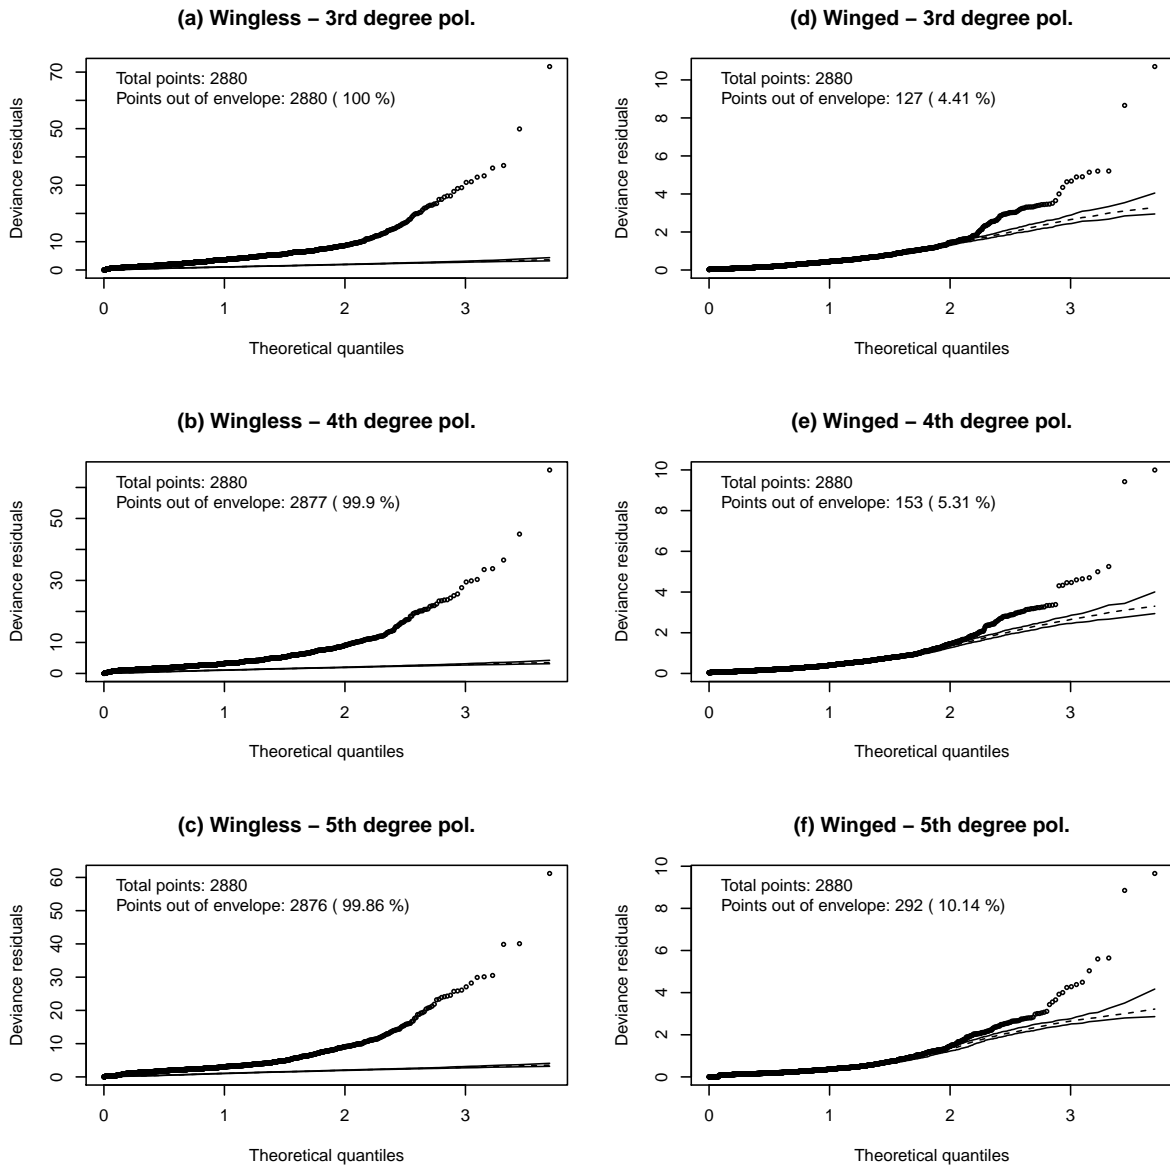 (a) Wingless – 3rd degree pol.
Total points: 2880
Points out of envelope: 2880 ( 100 %)
Deviance residuals
0 10 30 50 70
0 1 2 3
Theoretical quantiles
(d) Winged – 3rd degree pol.
Total points: 2880
Points out of envelope: 127 ( 4.41 %)
Deviance residuals
0 2 4 6 8 10
0 1 2 3
Theoretical quantiles
(b) Wingless – 4th degree pol.
Total points: 2880
Points out of envelope: 2877 ( 99.9 %)
Deviance residuals
0 10 30 50
0 1 2 3
Theoretical quantiles
(e) Winged – 4th degree pol.
Total points: 2880
Points out of envelope: 153 ( 5.31 %)
Deviance residuals
0 2 4 6 8 10
0 1 2 3
Theoretical quantiles
(c) Wingless – 5th degree pol.
Total points: 2880
Points out of envelope: 2876 ( 99.86 %)
Deviance residuals
0 10 20 30 40 50 60
0 1 2 3
Theoretical quantiles
(f) Winged – 5th degree pol.
Total points: 2880
Points out of envelope: 292 ( 10.14 %)
Deviance residuals
0 2 4 6 8 10
0 1 2 3
Theoretical quantiles